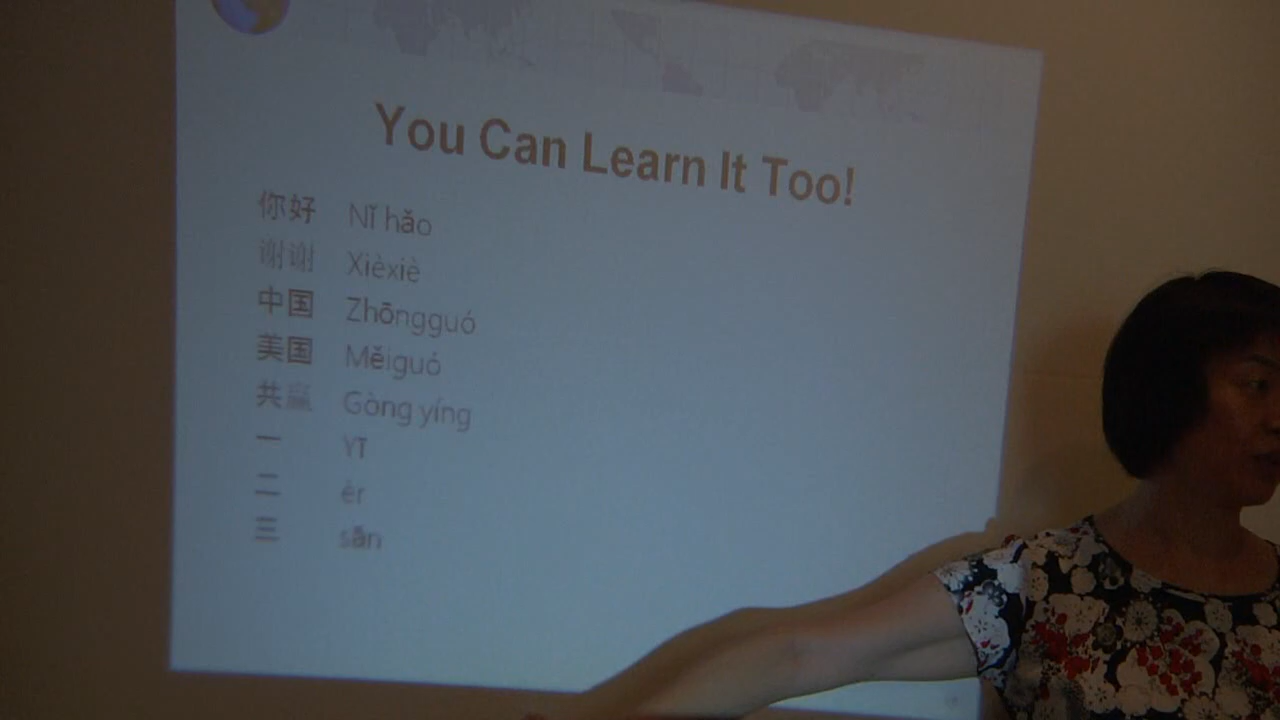 You Can Learn It Too!
你好 Nǐ hǎo
谢谢 Xièxiè
中国 Zhōngguó
美国 Měiguó
共赢 Gòng yíng
一 Yī
二 èr
三 sān